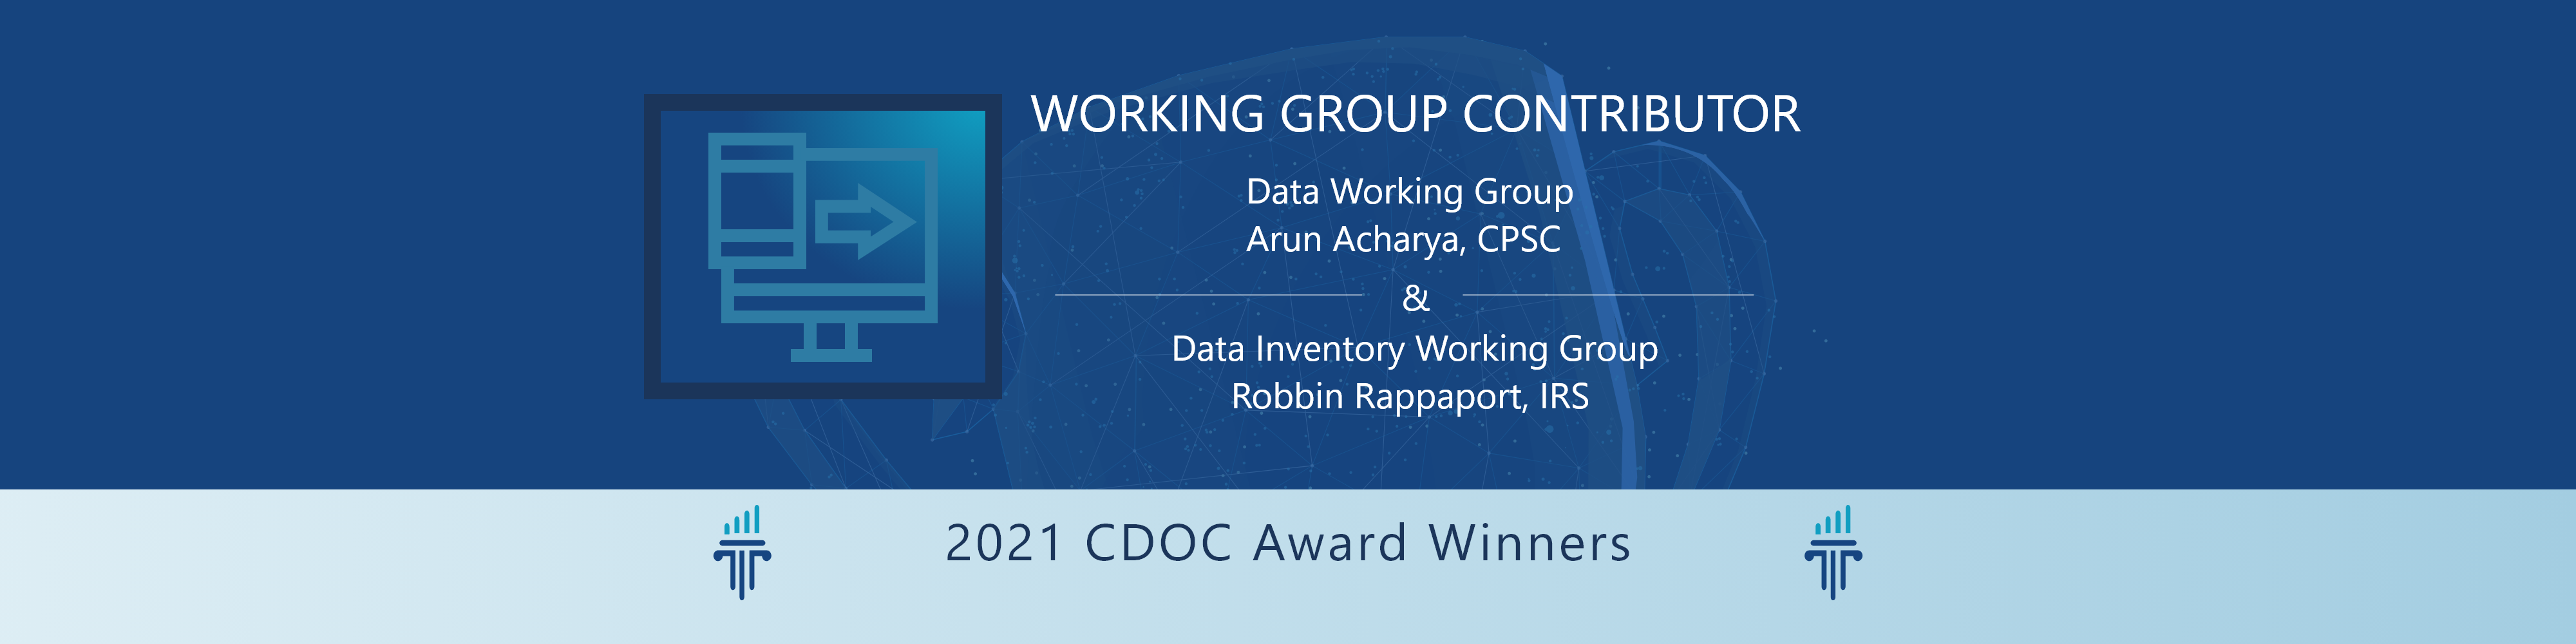 WORKING GROUP CONTRIBUTOR
Data Working Group
Arun Acharya, CPSC
&
Data Inventory Working Group
Robbin Rappaport, IRS
2021 CDOC Award Winners